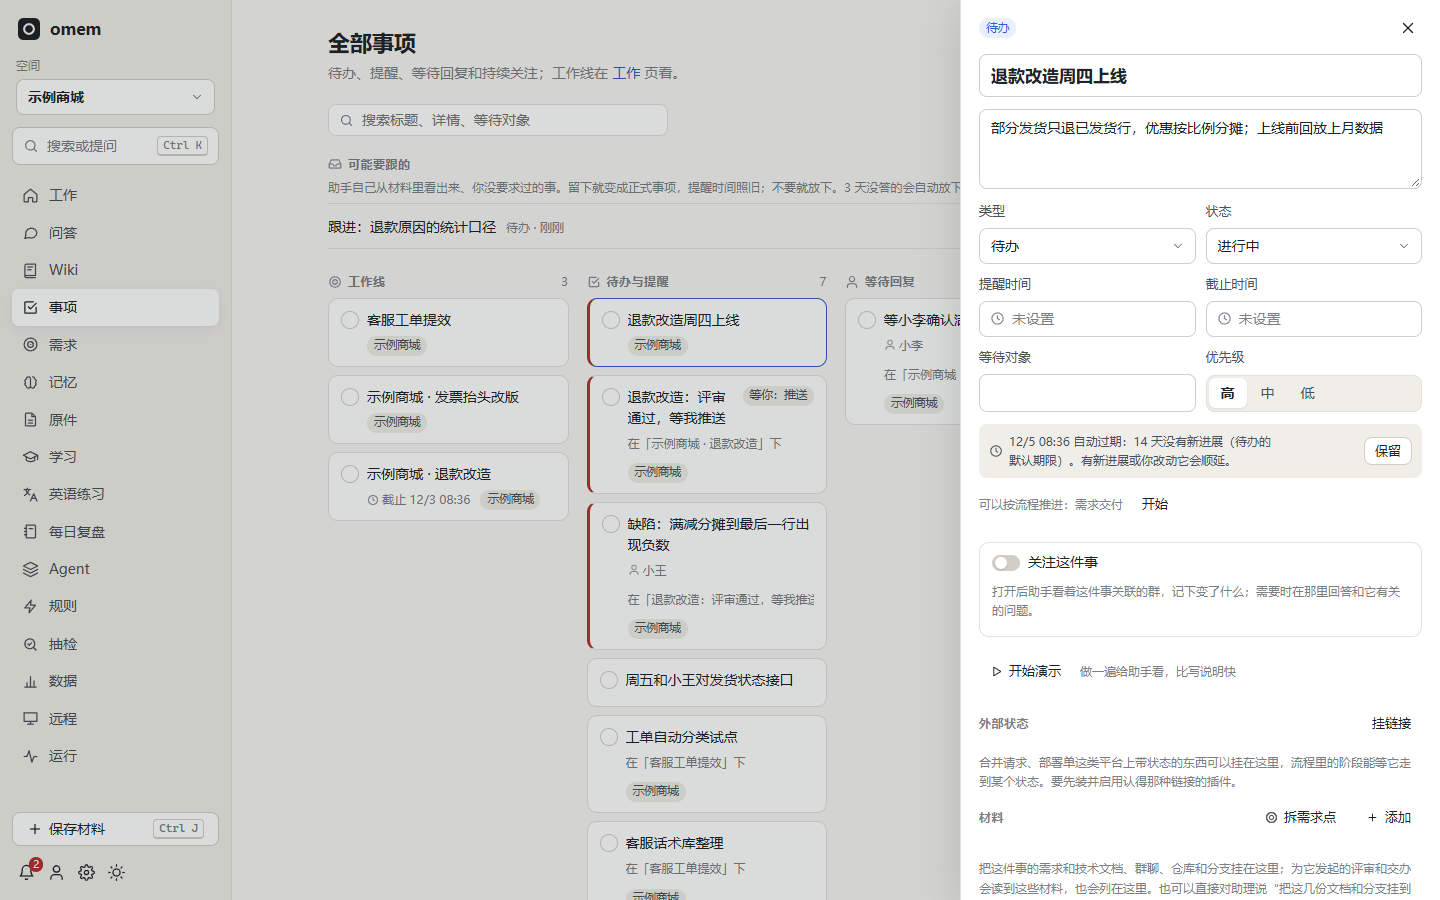 omem
空间
示例商城
搜索或提问 Ctrl K
工作
问答
Wiki
事项
需求
记忆
原件
学习
英语练习
每日复盘
Agent
规则
抽检
数据
远程
运行
保存材料 Ctrl J
2
全部事项
待办、提醒、等待回复和持续关注；工作线在 工作 页看。
搜索标题、详情、等待对象
可能要跟的
助手自己从材料里看出来、你没要求过的事。留下就变成正式事项，提醒时间照旧；不要就放下。3 天没答的会自动放下
跟进：退款原因的统计口径 待办 · 刚刚
工作线 3
客服工单提效
示例商城
示例商城 · 发票抬头改版
示例商城
示例商城 · 退款改造
截止 12/3 08:36 示例商城
待办与提醒 7
退款改造周四上线
示例商城
退款改造：评审通过，等我推送 等你：推送
在「示例商城 · 退款改造」下
示例商城
缺陷：满减分摊到最后一行出
现负数
小王
在「退款改造：评审通过，等我推送
示例商城
周五和小王对发货状态接口
工单自动分类试点
在「客服工单提效」下
示例商城
客服话术库整理
在「客服工单提效」下
示例商城
等待回复
等小李确认
小李
在「示例商城
示例商城
待办
退款改造周四上线
部分发货只退已发货行，优惠按比例分摊；上线前回放上月数据
类型 状态
待办 进行中
提醒时间 截止时间
未设置 未设置
等待对象 优先级
高 中 低
12/5 08:36 自动过期：14 天没有新进展（待办的
默认期限）。有新进展或你改动它会顺延。
保留
可以按流程推进：需求交付 开始
关注这件事
打开后助手看着这件事关联的群，记下变了什么；需要时在那里回答和它有关
的问题。
开始演示 做一遍给助手看，比写说明快
外部状态 挂链接
合并请求、部署单这类平台上带状态的东西可以挂在这里，流程里的阶段能等它走
到某个状态。要先装并启用认得那种链接的插件。
材料 拆需求点 添加
把这件事的需求和技术文档、群聊、仓库和分支挂在这里；为它发起的评审和交办
会读到这些材料，也会列在这里。也可以直接对助理说“把这几份文档和分支挂到